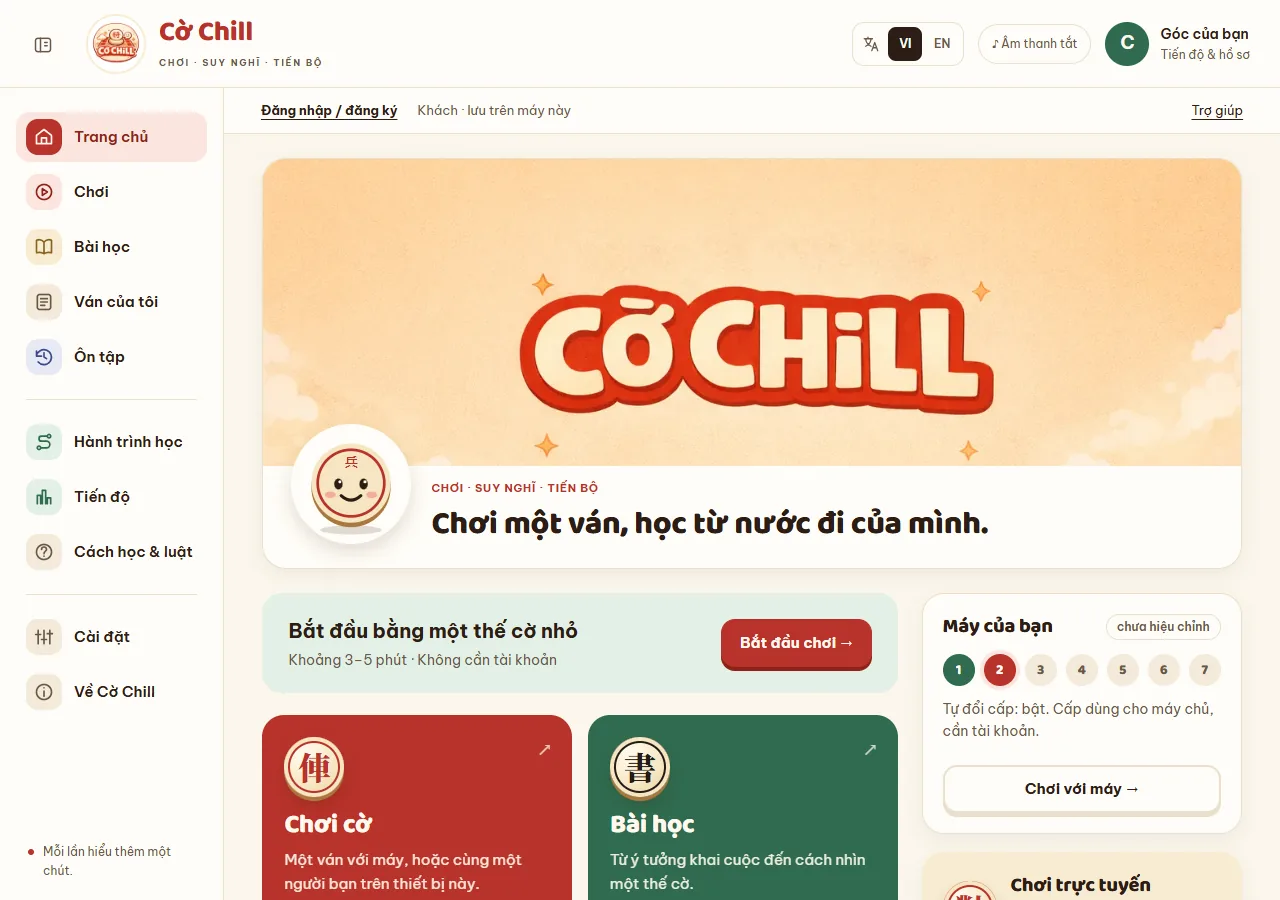 CỜ CHiLL
Cờ Chill
CHƠI · SUY NGHĨ · TIẾN BỘ
VI
EN
♪ Âm thanh tắt
C
Góc của bạn
Tiến độ & hồ sơ
Trang chủ
Chơi
Bài học
Ván của tôi
Ôn tập
Hành trình học
Tiến độ
Cách học & luật
Cài đặt
Về Cờ Chill
Mỗi lần hiểu thêm một
chút.
Đăng nhập / đăng ký
Khách · lưu trên máy này
Trợ giúp
CỜ CHiLL
兵
CHƠI · SUY NGHĨ · TIẾN BỘ
Chơi một ván, học từ nước đi của mình.
Bắt đầu bằng một thế cờ nhỏ
Khoảng 3–5 phút · Không cần tài khoản
Bắt đầu chơi →
↗
Chơi cờ
Một ván với máy, hoặc cùng một
người bạn trên thiết bị này.
書
↗
Bài học
Từ ý tưởng khai cuộc đến cách nhìn
một thế cờ.
Máy của bạn
chưa hiệu chỉnh
1 2 3 4 5 6 7
Tự đổi cấp: bật. Cấp dùng cho máy chủ,
cần tài khoản.
Chơi với máy →
Chơi trực tuyến